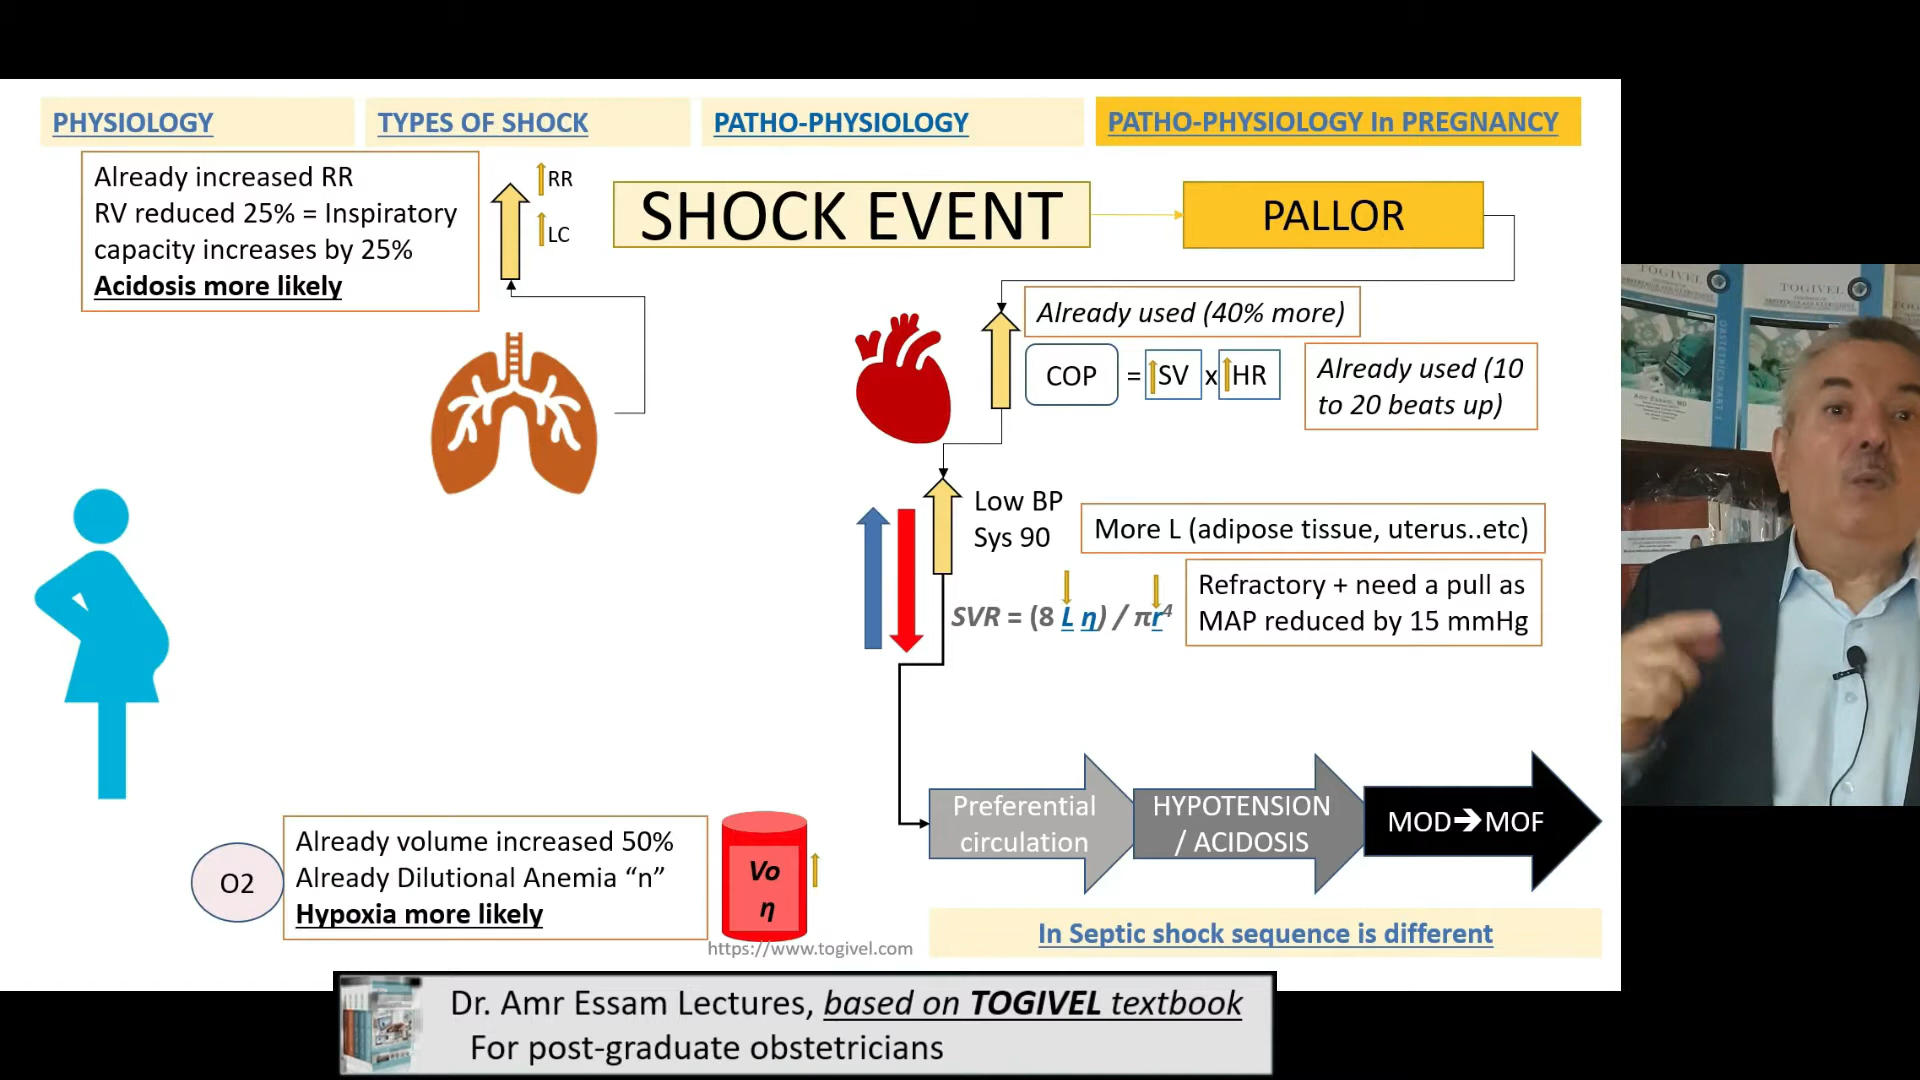 PHYSIOLOGY
TYPES OF SHOCK
PATHO-PHYSIOLOGY
PATHO-PHYSIOLOGY In PREGNANCY
Already increased RR
RV reduced 25% = Inspiratory
capacity increases by 25%
Acidosis more likely
RR
LC
SHOCK EVENT
PALLOR
Already used (40% more)
COP = SV x HR
Already used (10
to 20 beats up)
Low BP
Sys 90
More L (adipose tissue, uterus..etc)
SVR = (8 L η) / πr⁴
Refractory + need a pull as
MAP reduced by 15 mmHg
Preferential
circulation
HYPOTENSION
/ ACIDOSIS
MOD➔MOF
In Septic shock sequence is different
O2
Already volume increased 50%
Already Dilutional Anemia “n”
Hypoxia more likely
Vo
η
https://www.togivel.com
Dr. Amr Essam Lectures, based on TOGIVEL textbook
For post-graduate obstetricians
TOGIVEL
TOGIVEL